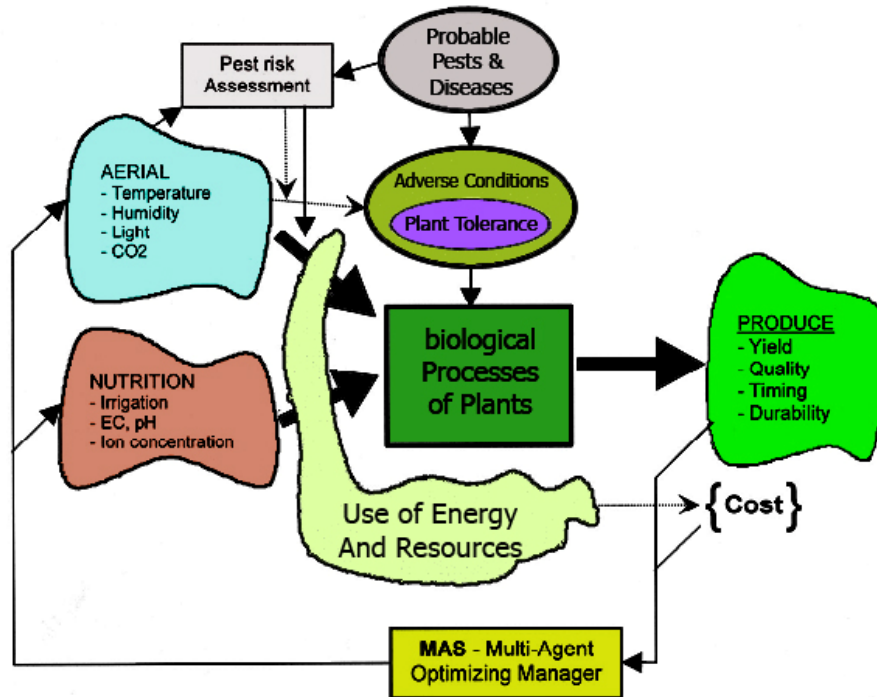 Probable
Pests &
Diseases
Pest risk
Assessment
AERIAL
- Temperature
- Humidity
- Light
- CO2
Adverse Conditions
Plant Tolerance
biological
Processes
of Plants
PRODUCE
- Yield
- Quality
- Timing
- Durability
NUTRITION
- Irrigation
- EC, pH
- Ion concentration
Use of Energy
And Resources
{Cost}
MAS - Multi-Agent
Optimizing Manager